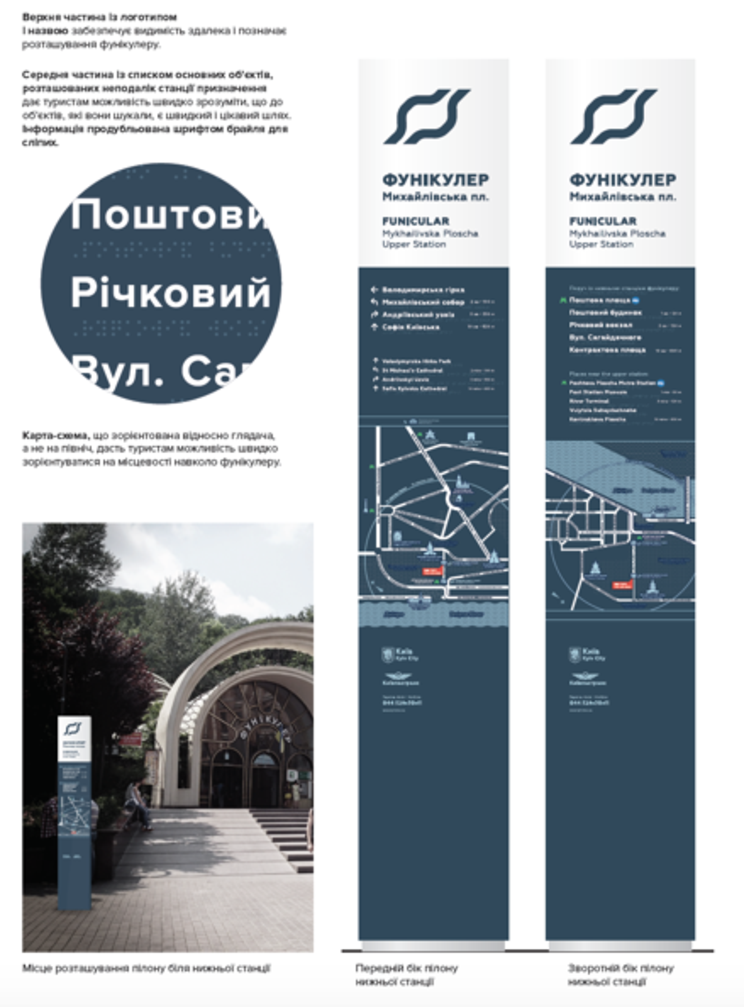 Верхня частина із логотипом
і назвою забезпечує видимість здалека і позначає
розташування фунікулеру.
Середня частина із списком основних об'єктів,
розташованих неподалік станції призначення
дає туристам можливість швидко зрозуміти, що до
об'єктів, які вони шукали, є швидкий і цікавий шлях.
Інформація продубльована шрифтом брайля для
сліпих.
Поштови
Річковий
Вул. Саг
Карта-схема, що зорієнтована відносно глядача,
а не на північ, дасть туристам можливість швидко
зорієнтуватися на місцевості навколо фунікулеру.
ФУНІКУЛЕР
Місце розташування пілону біля нижньої станції
ФУНІКУЛЕР
Михайлівська пл.
FUNICULAR
Mykhailivska Ploscha
Upper Station
Володимирська гірка
Михайлівський собор
Андріївський узвіз
Софія Київська
Volodymyrska Hirka Park
St Michael's Cathedral
Andriivskyi Uzviz
Sofia Kyivska Cathedral
Київ
Kyiv City
Київпастранс
Передній бік пілону
нижньої станції
ФУНІКУЛЕР
Михайлівська пл.
FUNICULAR
Mykhailivska Ploscha
Upper Station
Поштова площа
Поштовий будинок
Річковий вокзал
Вул. Сагайдачного
Контрактова площа
Places near the upper station
Poshtova Ploscha Metro Station
Post Station Museum
River Terminal
Kontraktova Ploscha
Київ
Kyiv City
Київпастранс
Зворотній бік пілону
нижньої станції